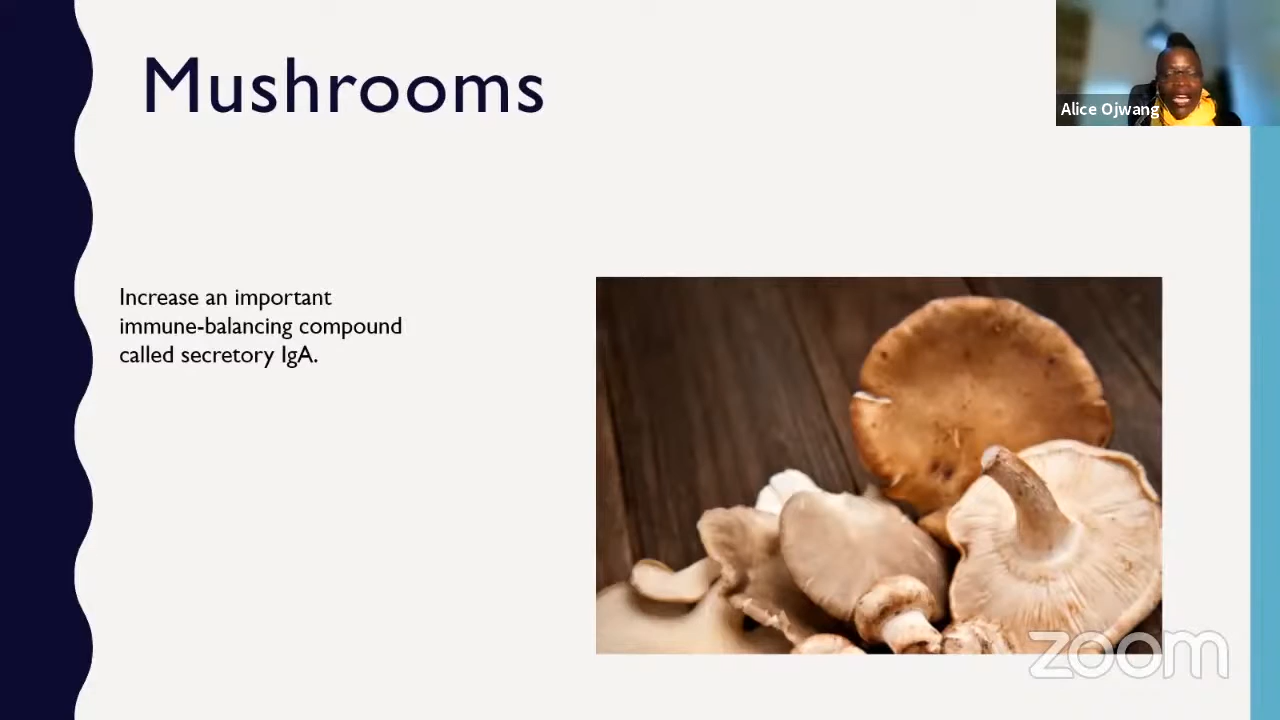 Mushrooms
Alice Ojwang
Increase an important
immune-balancing compound
called secretory IgA.
zoom